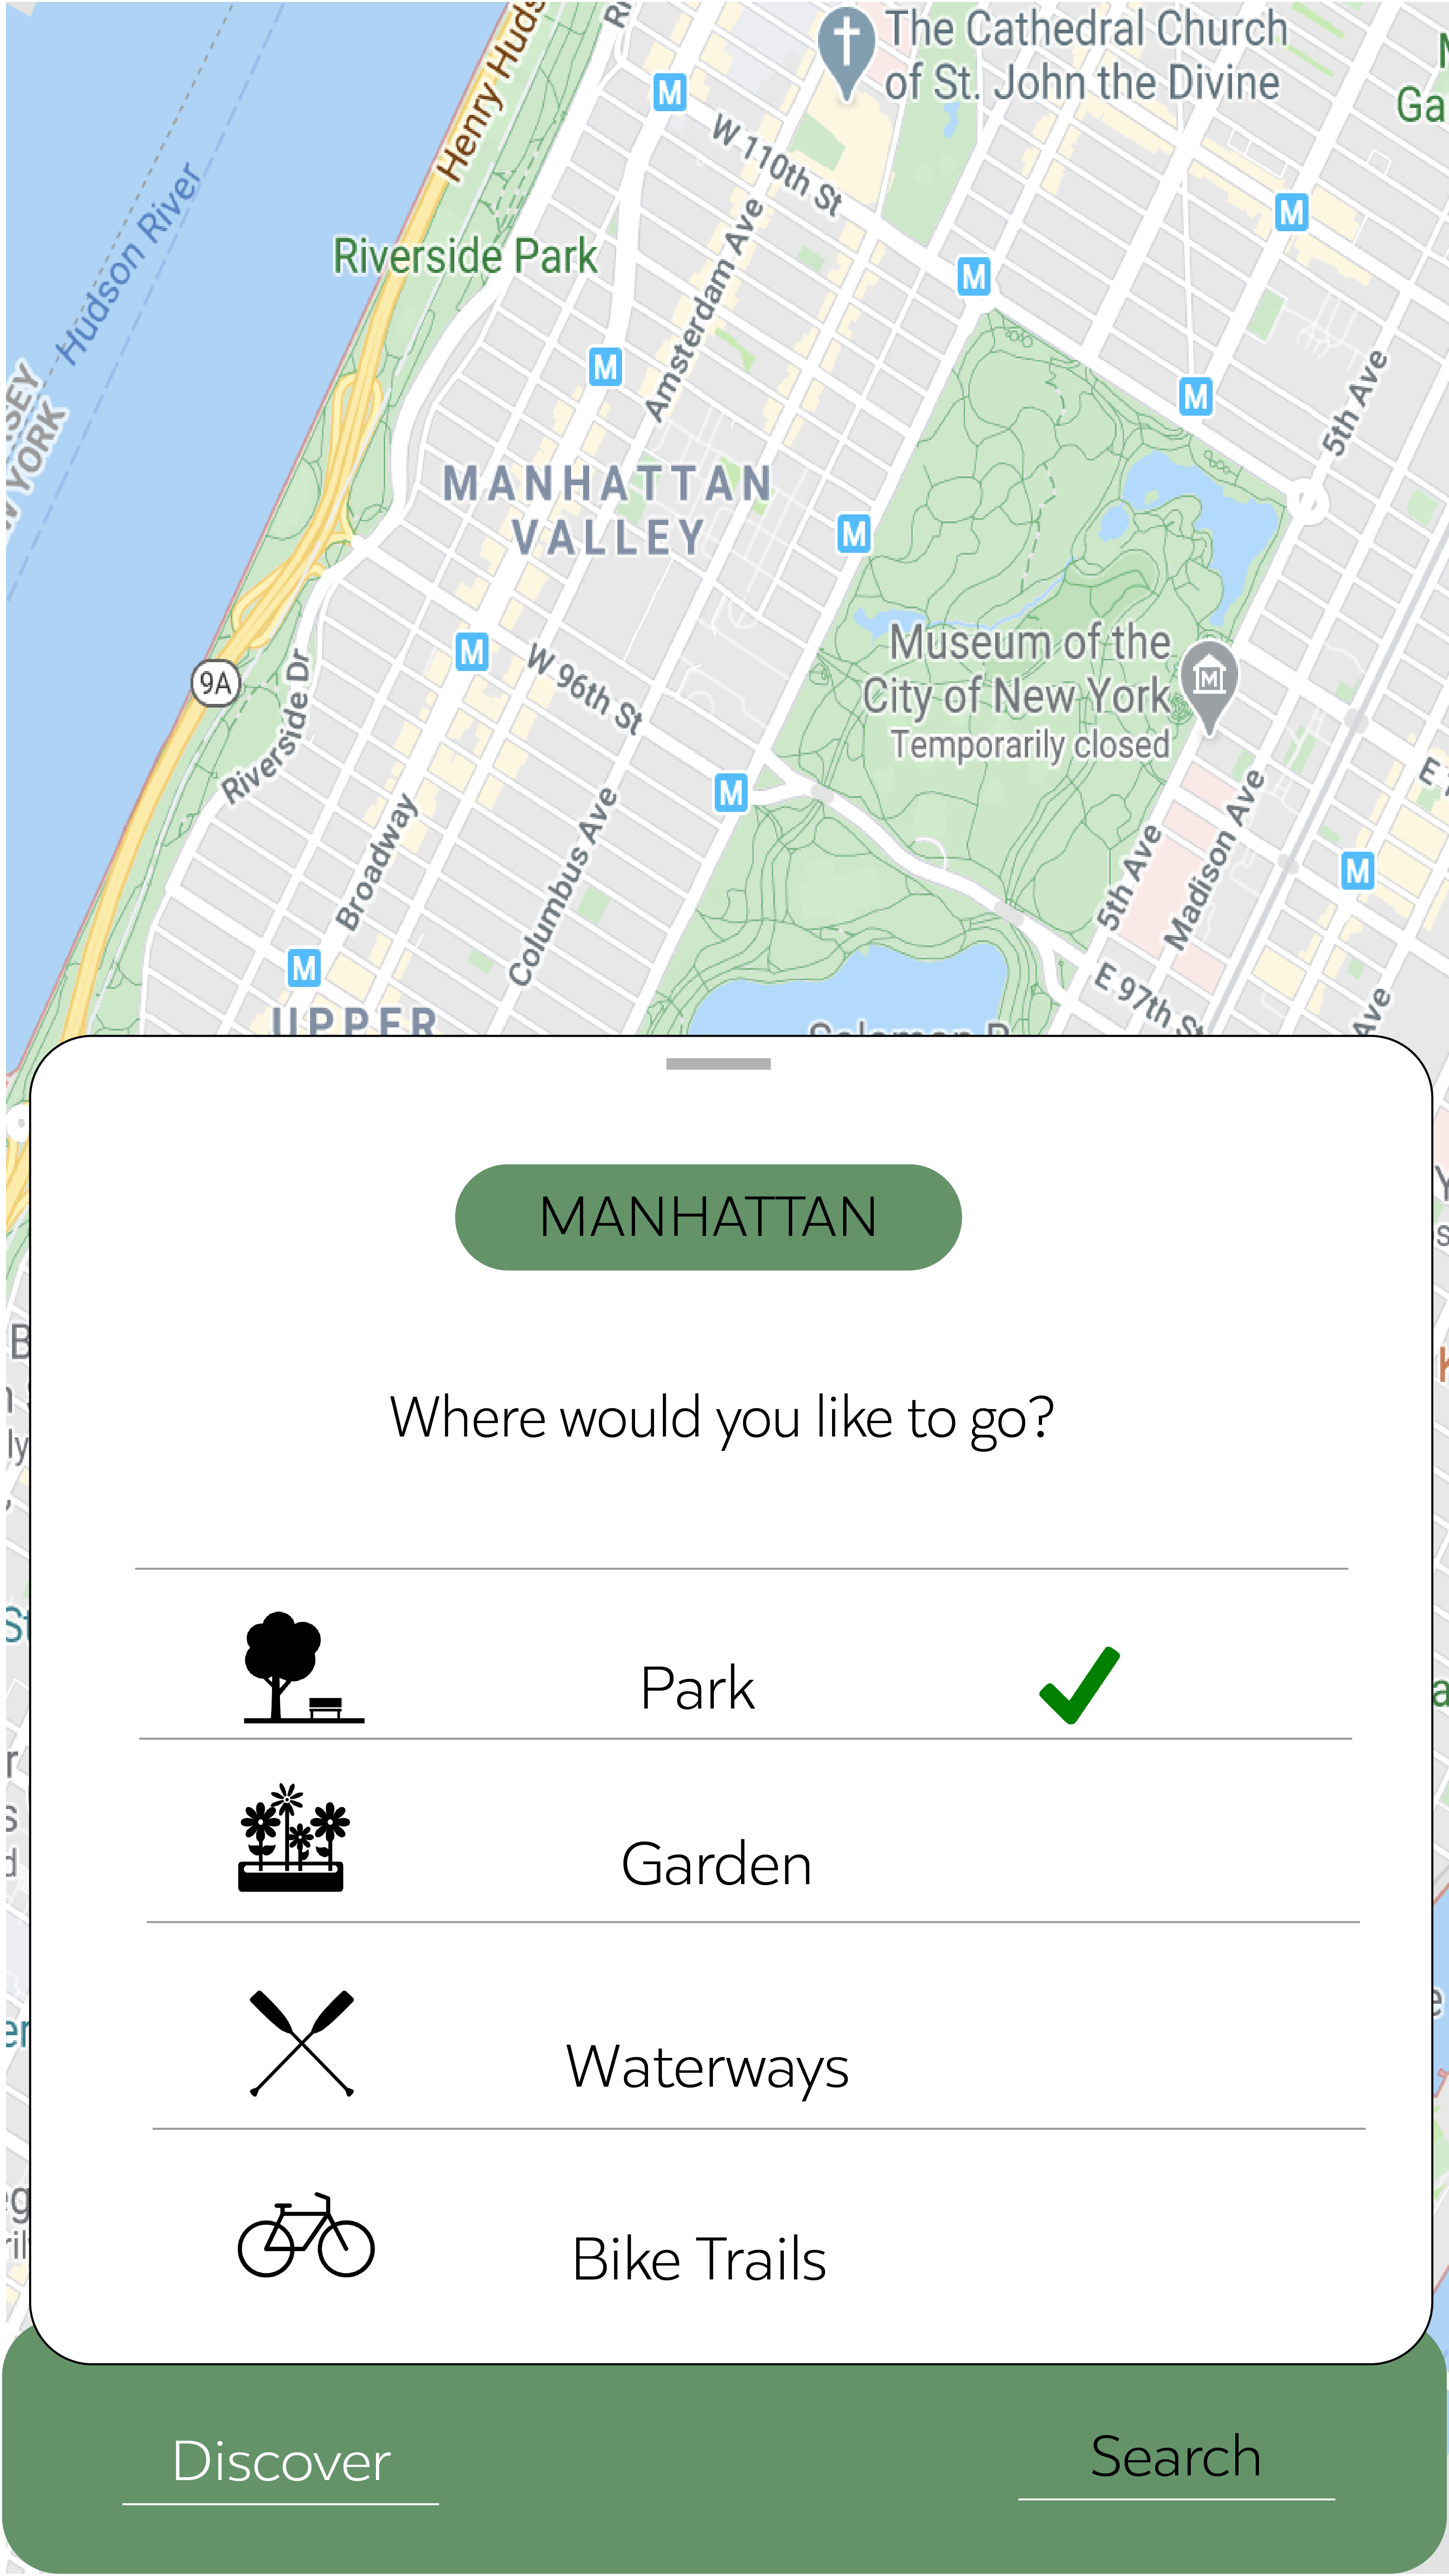 The Cathedral Church
of St. John the Divine
W 110th St
Hudson River
Riverside Park
Amsterdam Ave
5th Ave
MANHATTAN
VALLEY
W 96th St
Museum of the
City of New York
Temporarily closed
9A
Riverside Dr
Broadway
Columbus Ave
5th Ave
Madison Ave
E 97th St
UPPER
MANHATTAN
Where would you like to go?
Park
Garden
Waterways
Bike Trails
Discover
Search